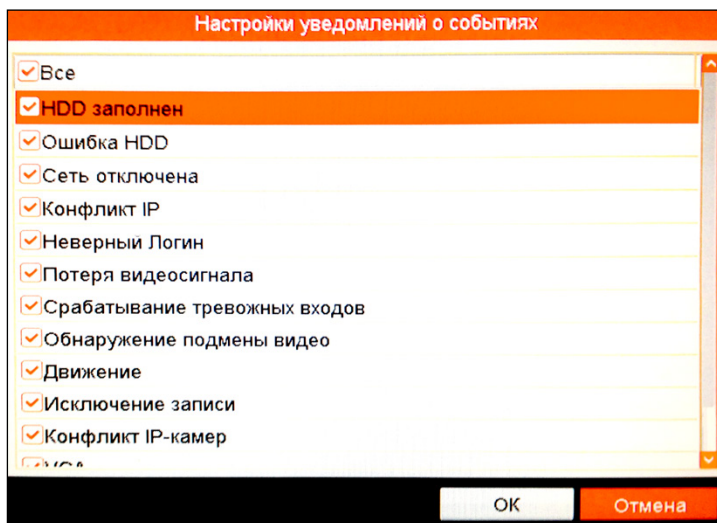 Настройки уведомлений о событиях
Все
HDD заполнен
Ошибка HDD
Сеть отключена
Конфликт IP
Неверный Логин
Потеря видеосигнала
Срабатывание тревожных входов
Обнаружение подмены видео
Движение
Исключение записи
Конфликт IP-камер
OK
Отмена